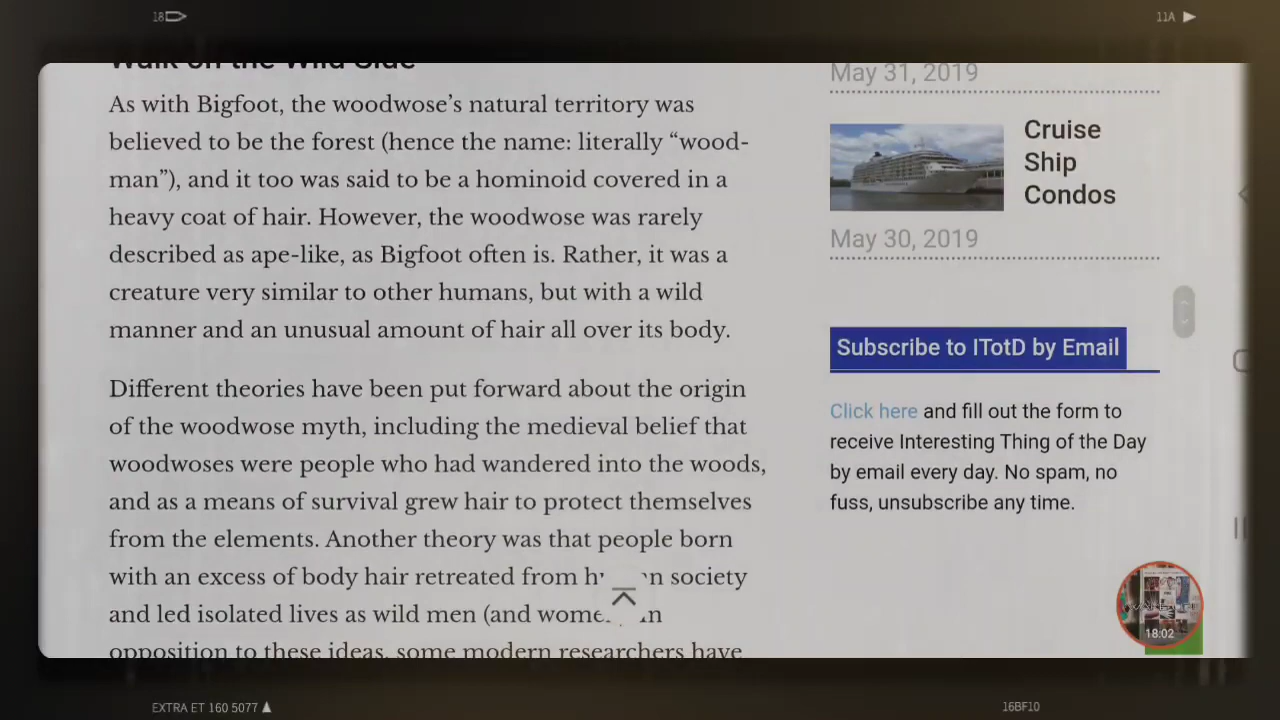 18
11A
Walk on the Wild Side
As with Bigfoot, the woodwose's natural territory was
believed to be the forest (hence the name: literally “wood-
man”), and it too was said to be a hominoid covered in a
heavy coat of hair. However, the woodwose was rarely
described as ape-like, as Bigfoot often is. Rather, it was a
creature very similar to other humans, but with a wild
manner and an unusual amount of hair all over its body.
Different theories have been put forward about the origin
of the woodwose myth, including the medieval belief that
woodwoses were people who had wandered into the woods,
and as a means of survival grew hair to protect themselves
from the elements. Another theory was that people born
with an excess of body hair retreated from society
and led isolated lives as wild men (and
opposition to these ideas, some modern researchers have
May 31, 2019
Cruise
Ship
Condos
May 30, 2019
Subscribe to ITotD by Email
Click here and fill out the form to
receive Interesting Thing of the Day
by email every day. No spam, no
fuss, unsubscribe any time.
18:02
EXTRA ET 160 5077
16BF10